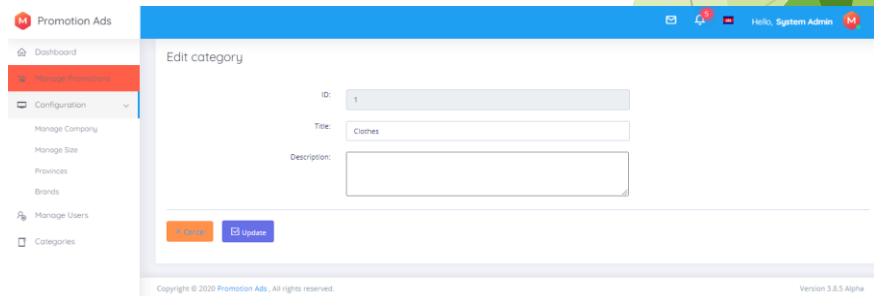 M Promotion Ads
5
Hello, System Admin M
Dashboard
Manage Promotions
Configuration
Manage Company
Manage Size
Provinces
Brands
Manage Users
Categories
Edit category
ID: 1
Title: Clothes
Description:
× Cancel Update
Copyright © 2020 Promotion Ads , All rights reserved. Version 3.8.5 Alpha